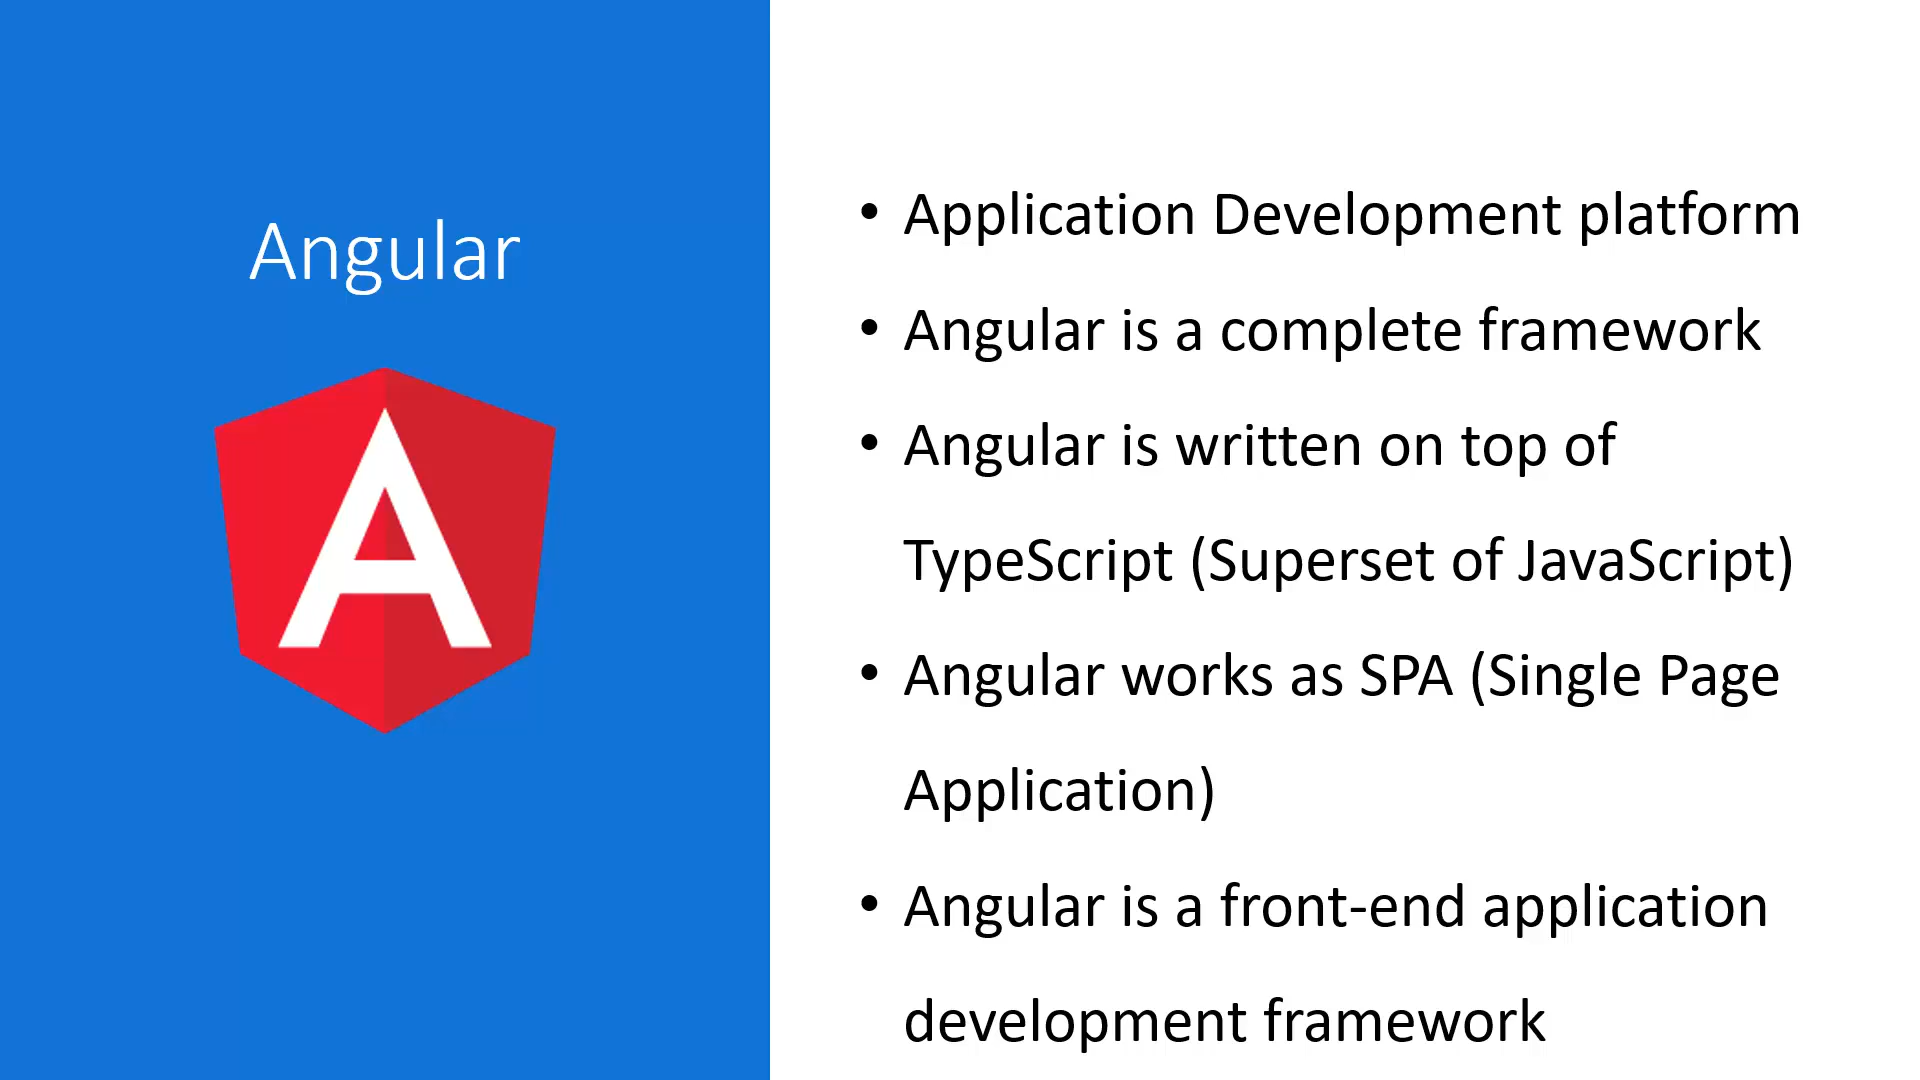 Angular
A
• Application Development platform
• Angular is a complete framework
• Angular is written on top of
TypeScript (Superset of JavaScript)
• Angular works as SPA (Single Page
Application)
• Angular is a front-end application
development framework